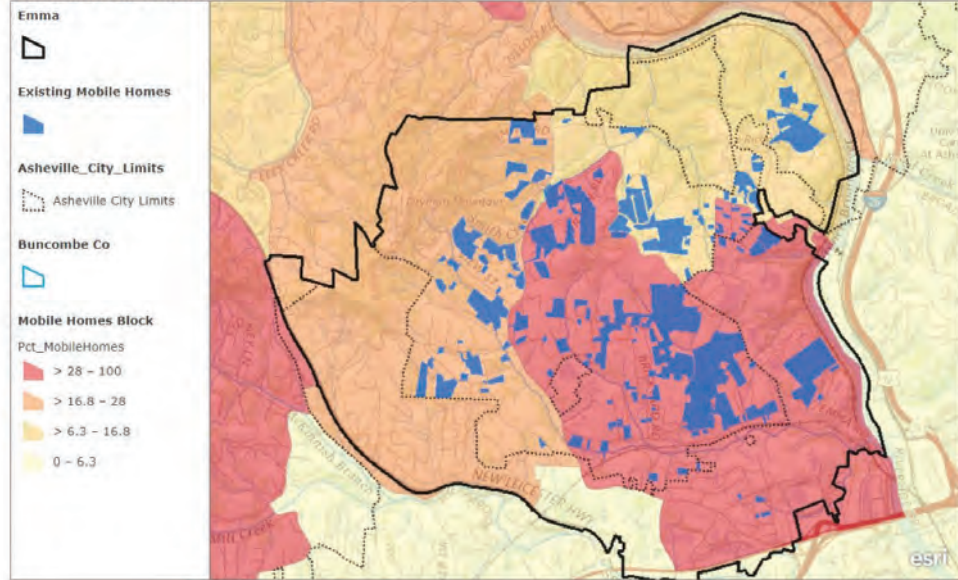 Emma
Existing Mobile Homes
Asheville_City_Limits
Asheville City Limits
Buncombe Co
Mobile Homes Block
Pct_MobileHomes
> 28 – 100
> 16.8 – 28
> 6.3 – 16.8
0 – 6.3
NEW LEICESTER HWY
esri